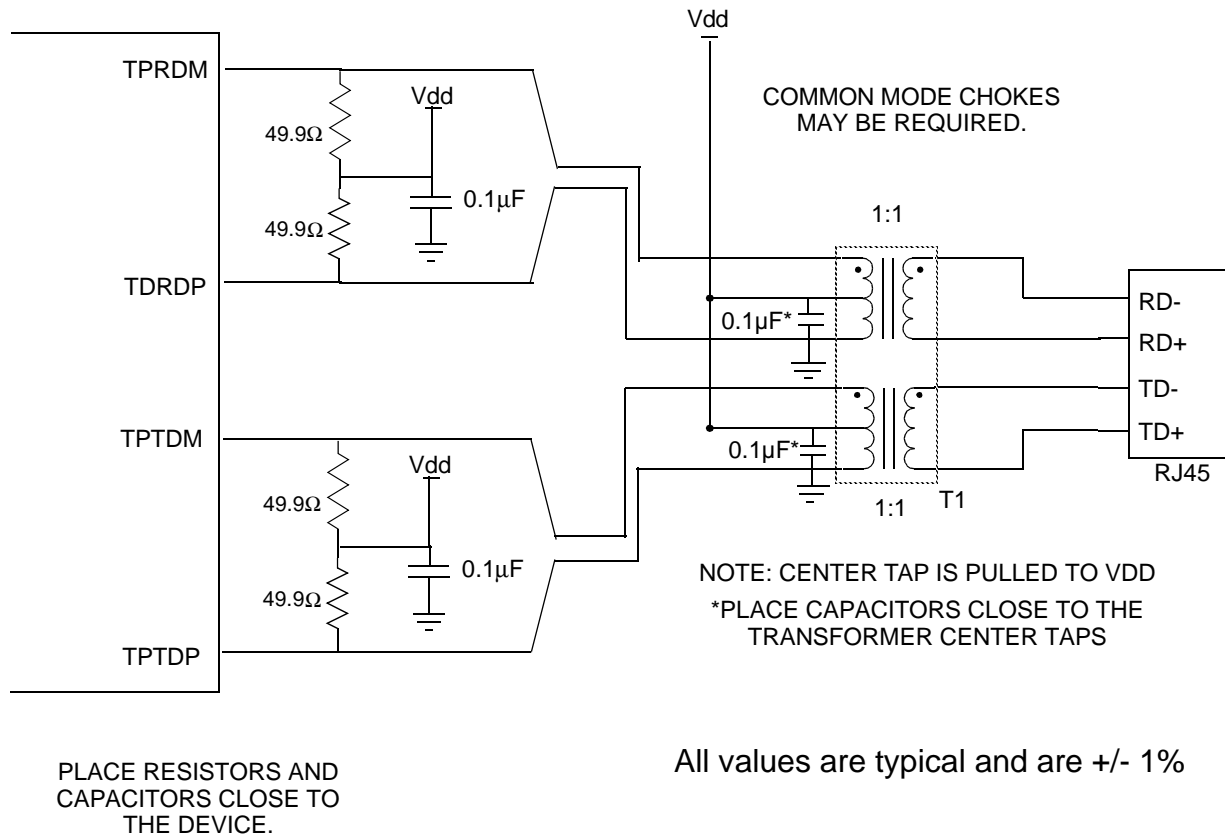 Vdd
TPRDM
Vdd
COMMON MODE CHOKES
MAY BE REQUIRED.
49.9Ω
0.1µF
49.9Ω
1:1
TDRDP
RD-
0.1µF*
RD+
TD-
TPTDM
TD+
0.1µF*
Vdd
RJ45
49.9Ω
1:1
T1
0.1µF
NOTE: CENTER TAP IS PULLED TO VDD
49.9Ω
*PLACE CAPACITORS CLOSE TO THE
TRANSFORMER CENTER TAPS
TPTDP
All values are typical and are +/- 1%
PLACE RESISTORS AND
CAPACITORS CLOSE TO
THE DEVICE.